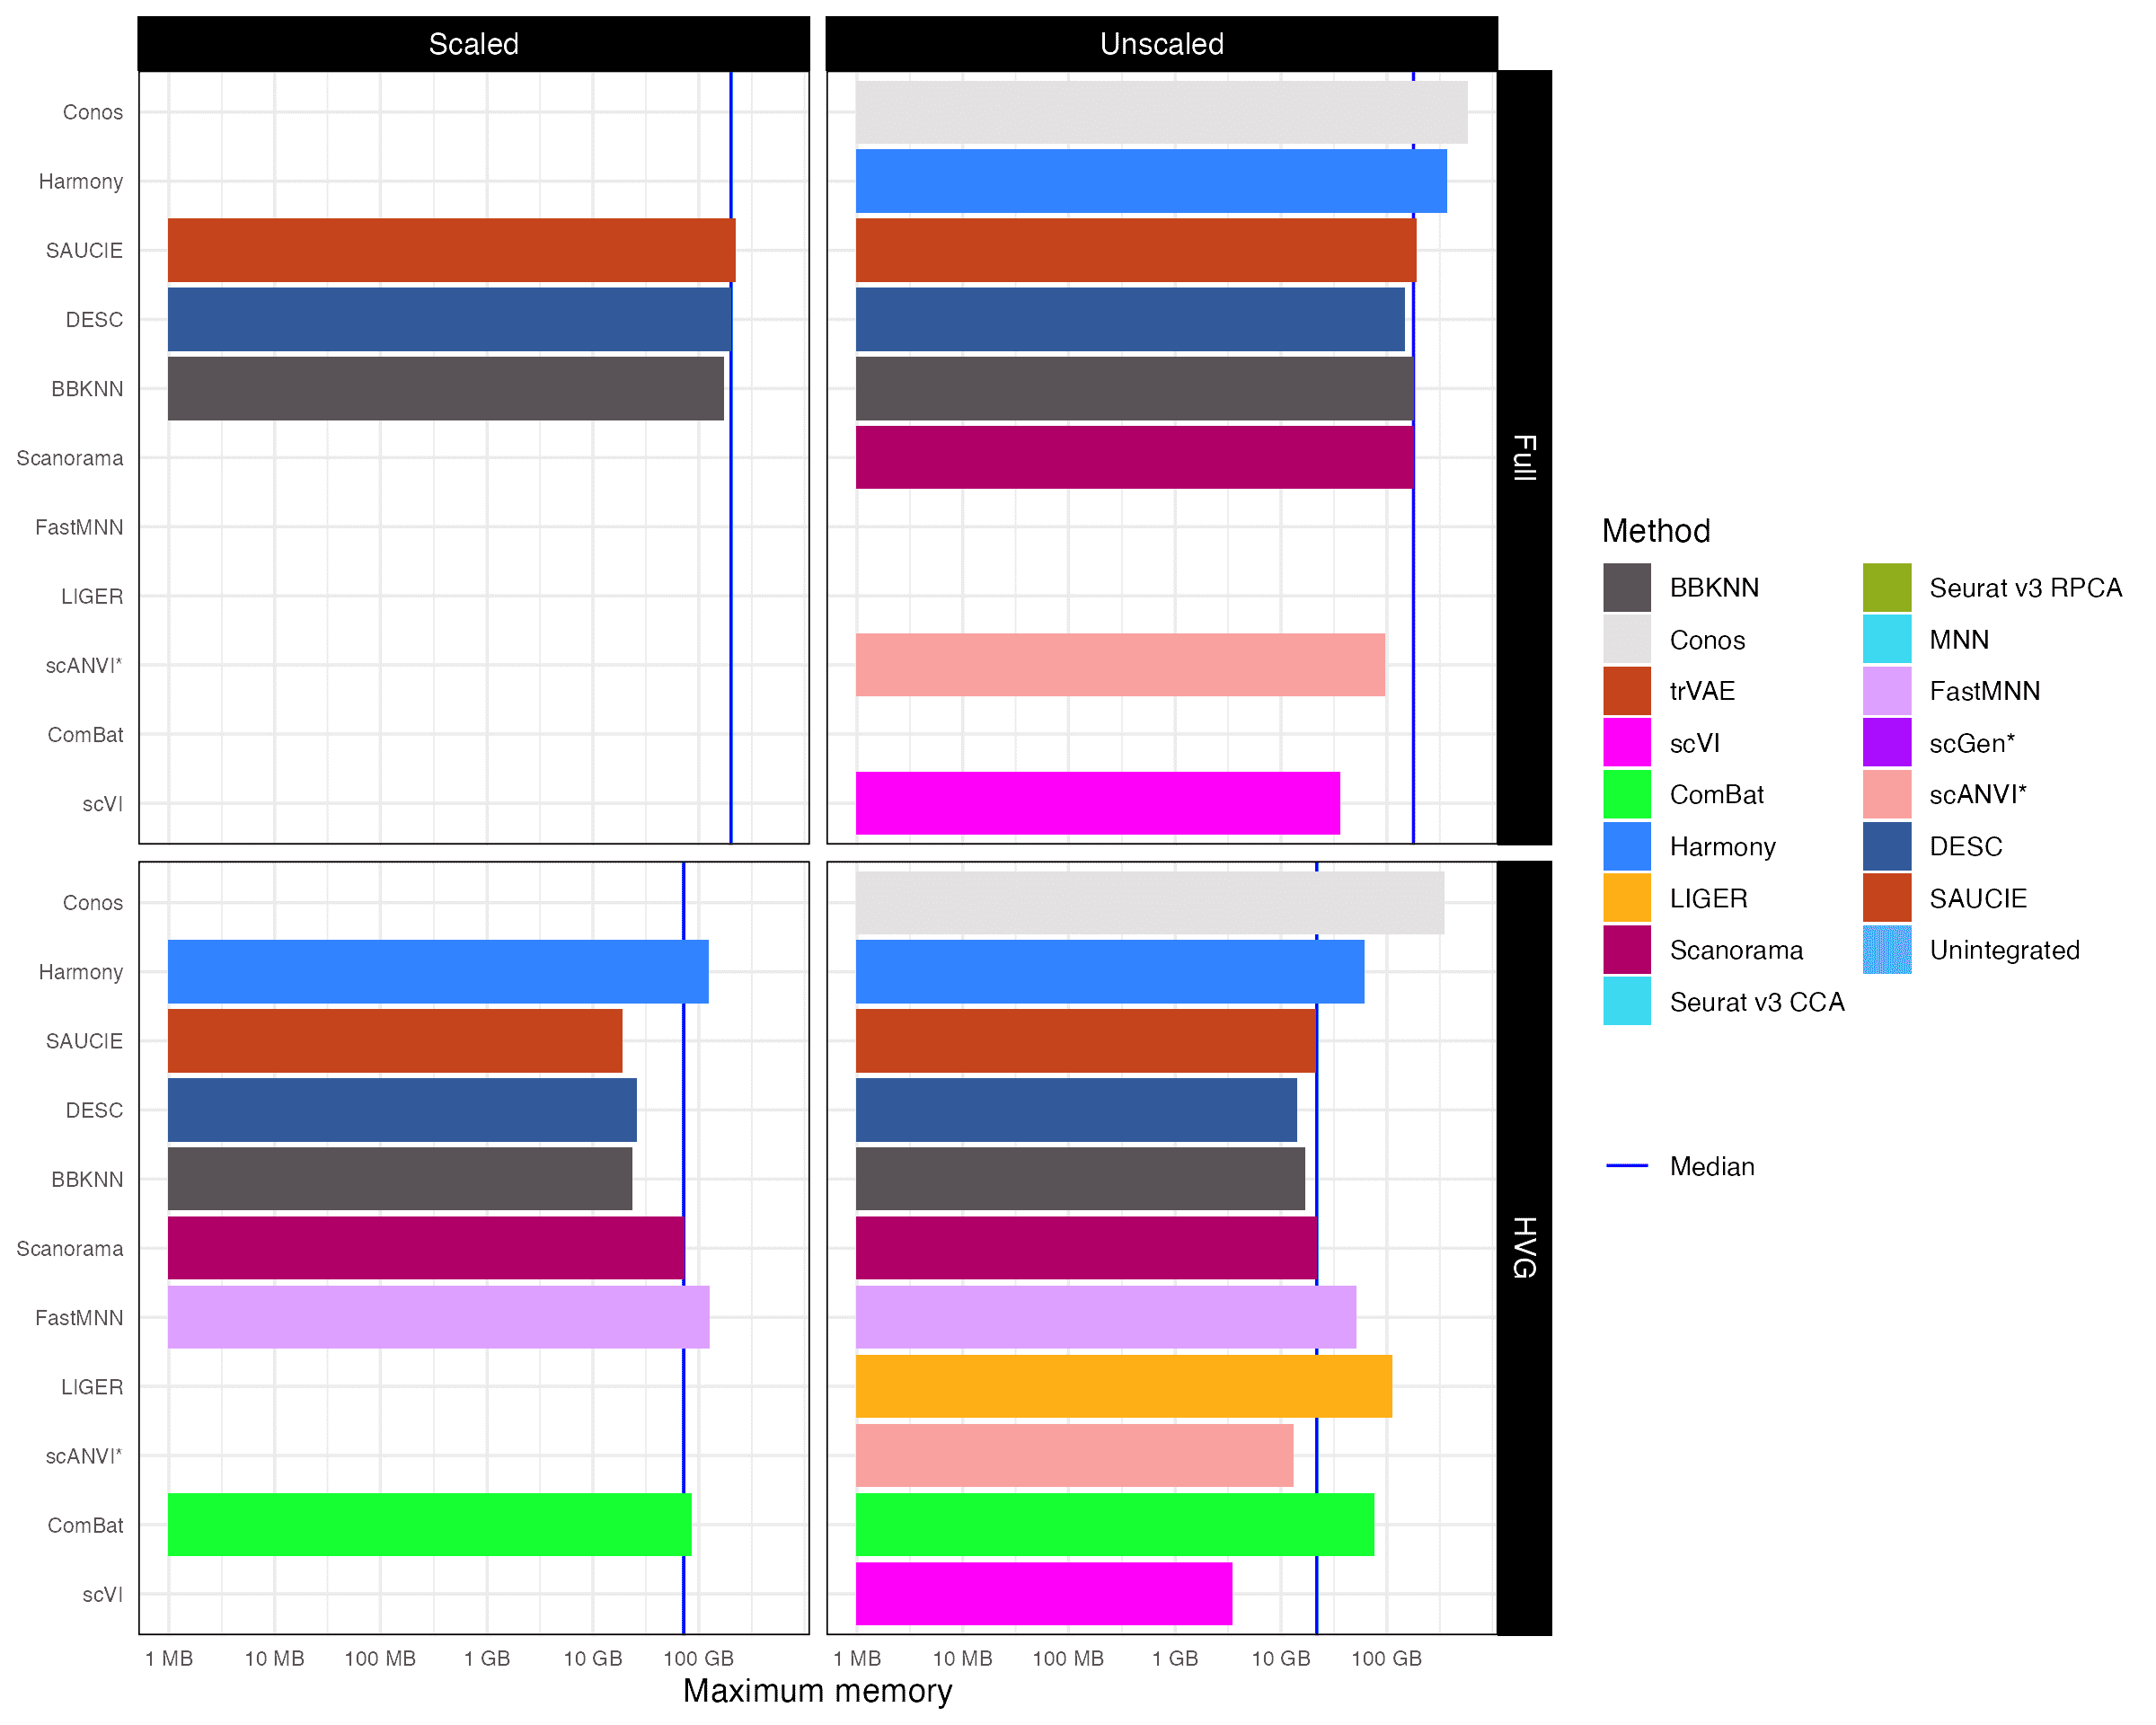 Scaled
Unscaled
Conos
Harmony
SAUCIE
DESC
BBKNN
Scanorama
FastMNN
LIGER
scANVI*
ComBat
scVI
Full
Conos
Harmony
SAUCIE
DESC
BBKNN
Scanorama
FastMNN
LIGER
scANVI*
ComBat
scVI
HVG
1 MB 10 MB 100 MB 1 GB 10 GB 100 GB
1 MB 10 MB 100 MB 1 GB 10 GB 100 GB
Maximum memory
Method
BBKNN
Conos
trVAE
scVI
ComBat
Harmony
LIGER
Scanorama
Seurat v3 CCA
Seurat v3 RPCA
MNN
FastMNN
scGen*
scANVI*
DESC
SAUCIE
Unintegrated
Median